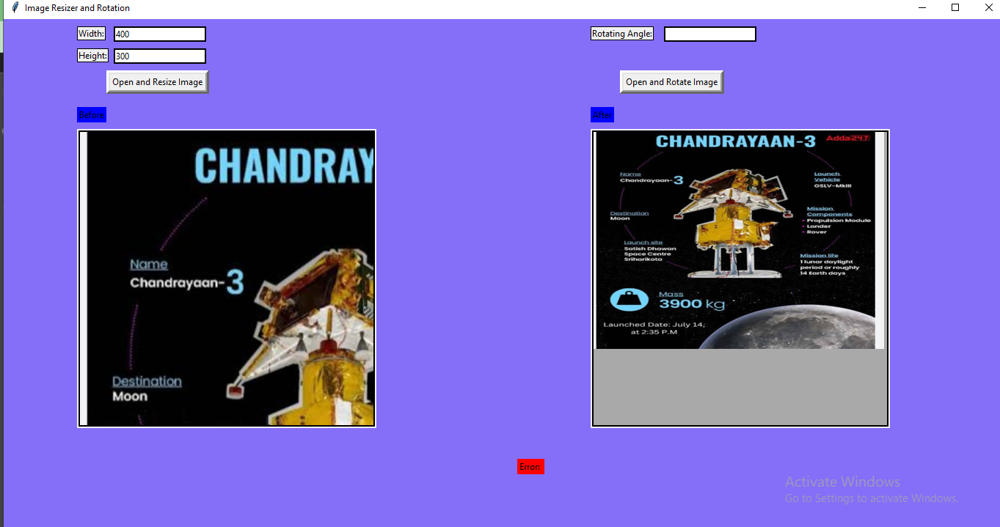 Image Resizer and Rotation
Width:
400
Rotating Angle:
Height:
300
Open and Resize Image
Open and Rotate Image
Before
After
CHANDRAY
Name
Chandrayaan-3
Destination
Moon
CHANDRAYAAN-3
Adda247
Name
Chandrayaan-3
Launch
Vehicle
GSLV-MkIII
Destination
Moon
Mission
Components
Propulsion Module
Lander
Rover
Launch site
Satish Dhawan
Space Centre
Sriharikota
Mission life
1 lunar daylight
period or roughly
14 Earth days
Mass
3900 kg
Launched Date: July 14,
at 2:35 P.M
Error:
Activate Windows
Go to Settings to activate Windows.